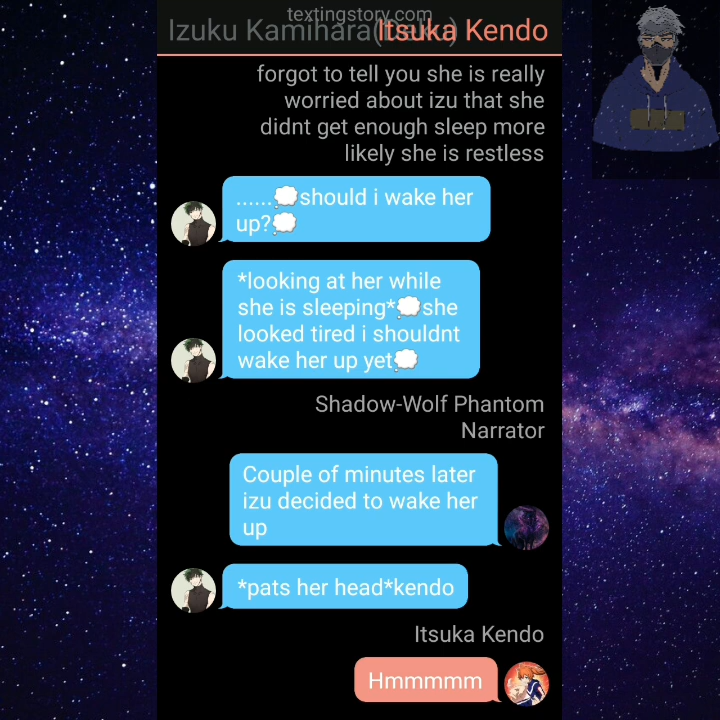 textingstory.com
Izuku Kamihara(
Itsuka Kendo
forgot to tell you she is really
worried about izu that she
didnt get enough sleep more
likely she is restless
......💭should i wake her
up?💭
*looking at her while
she is sleeping*💭she
looked tired i shouldnt
wake her up yet💭
Shadow-Wolf Phantom
Narrator
Couple of minutes later
izu decided to wake her
up
*pats her head*kendo
Itsuka Kendo
Hmmmmm